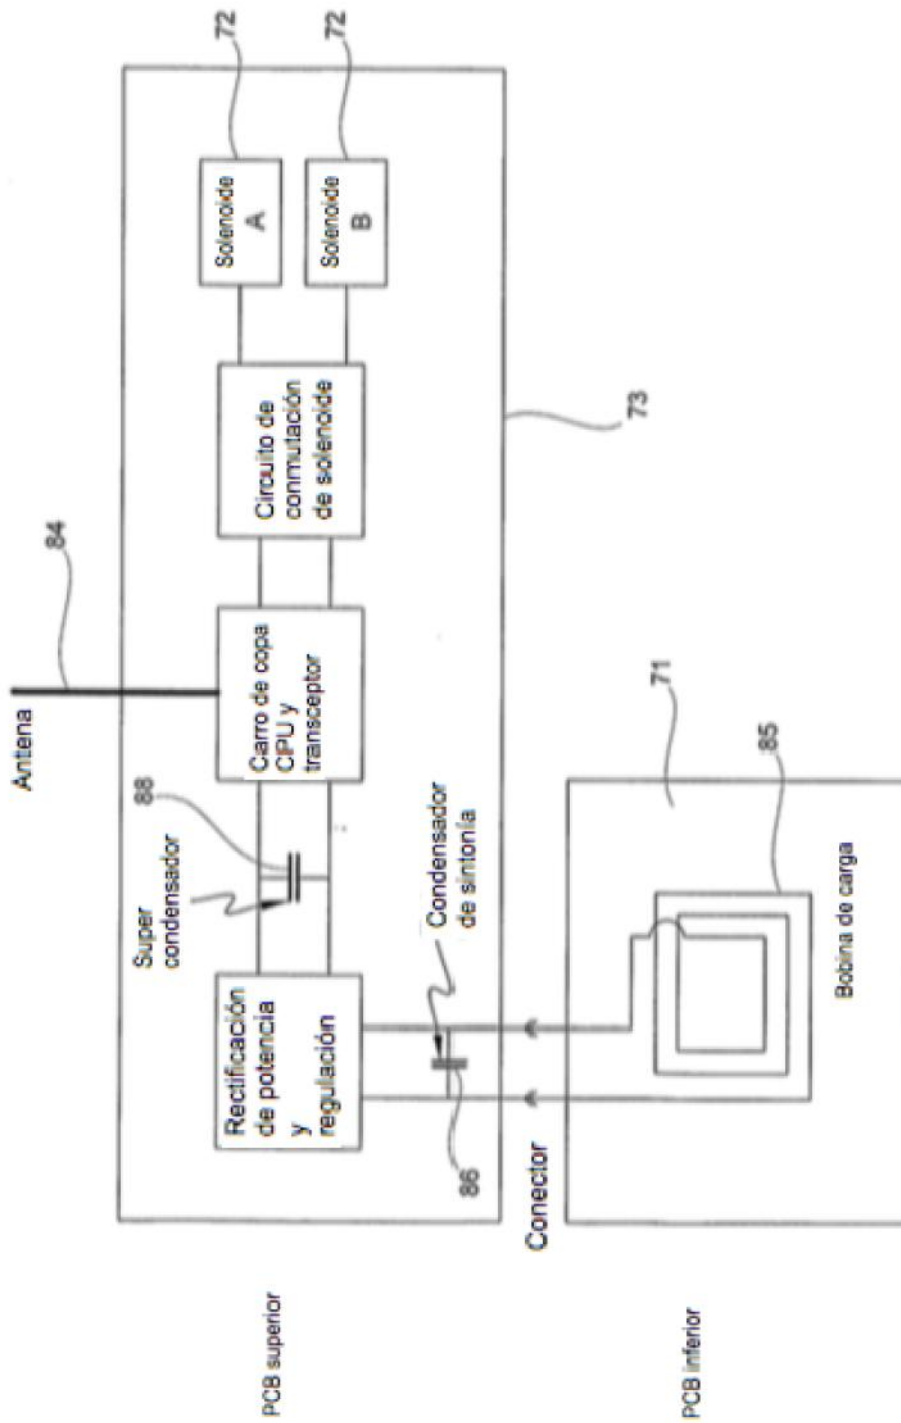 Antena
84
72
72
Super
condensador
88
Rectificación
de potencia
y
regulación
Carro de copa
CPU y
transceptor
Circuito de
conmutación
de solenoide
Solenoide
A
Solenoide
B
PCB superior
86
Condensador
de sintonía
73
Conector
71
85
Bobina de carga
PCB inferior